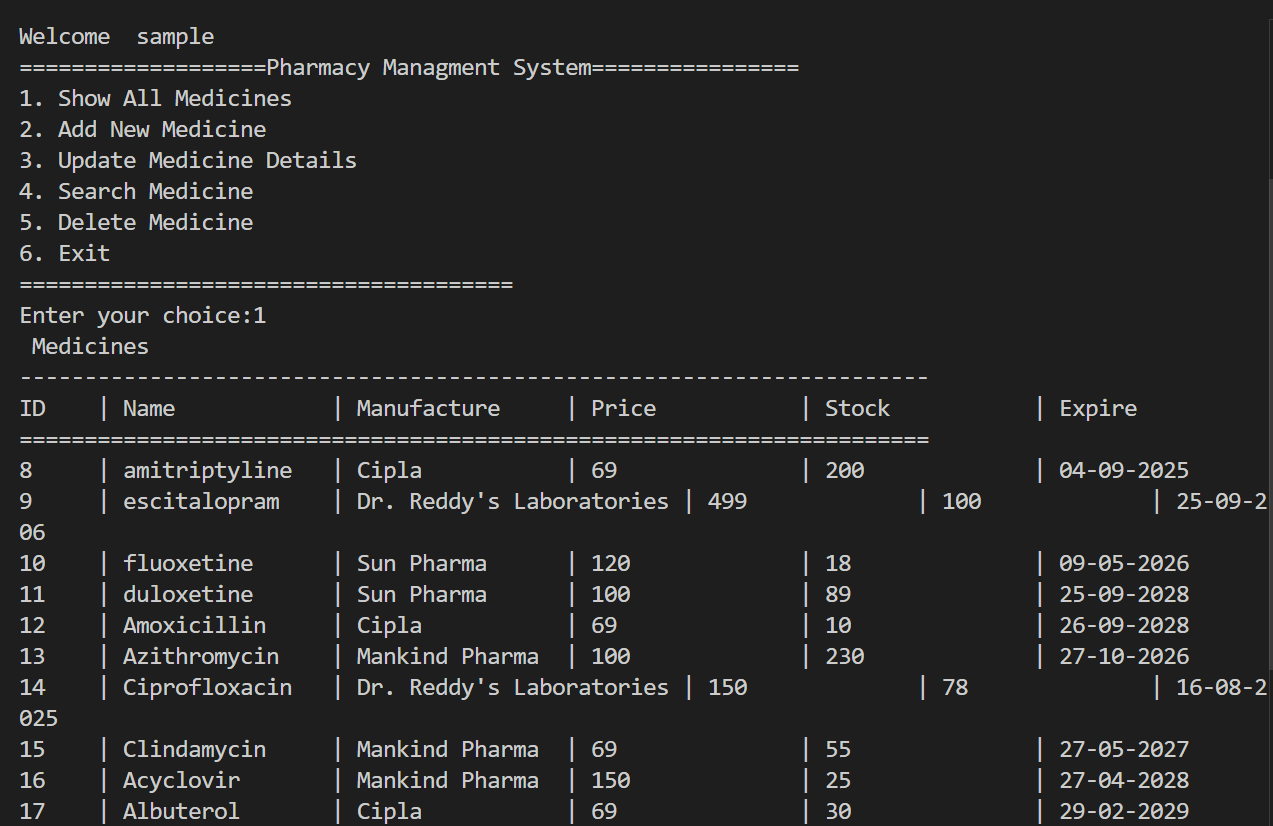 Welcome  sample
===================Pharmacy Managment System================
1. Show All Medicines
2. Add New Medicine
3. Update Medicine Details
4. Search Medicine
5. Delete Medicine
6. Exit
======================================
Enter your choice:1
 Medicines
----------------------------------------------------------------------
ID    | Name            | Manufacture     | Price           | Stock           | Expire
======================================================================
8     | amitriptyline   | Cipla           | 69              | 200             | 04-09-2025
9     | escitalopram    | Dr. Reddy's Laboratories | 499             | 100             | 25-09-2
06
10    | fluoxetine      | Sun Pharma      | 120             | 18              | 09-05-2026
11    | duloxetine      | Sun Pharma      | 100             | 89              | 25-09-2028
12    | Amoxicillin     | Cipla           | 69              | 10              | 26-09-2028
13    | Azithromycin    | Mankind Pharma  | 100             | 230             | 27-10-2026
14    | Ciprofloxacin   | Dr. Reddy's Laboratories | 150             | 78              | 16-08-2
025
15    | Clindamycin     | Mankind Pharma  | 69              | 55              | 27-05-2027
16    | Acyclovir       | Mankind Pharma  | 150             | 25              | 27-04-2028
17    | Albuterol       | Cipla           | 69              | 30              | 29-02-2029